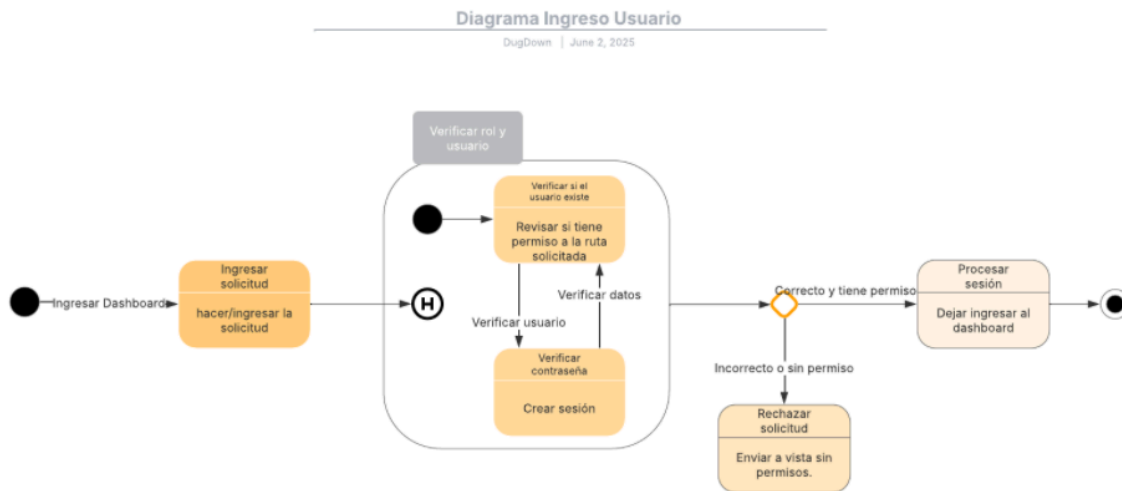 Diagrama Ingreso Usuario
DugDown | June 2, 2025
Verificar rol y
usuario
Verificar si el
usuario existe
Revisar si tiene
permiso a la ruta
solicitada
Ingresar
solicitud
hacer/ingresar la
solicitud
Ingresar Dashboard
H
Verificar datos
Verificar usuario
Verificar
contraseña
Crear sesión
Correcto y tiene permiso
Procesar
sesión
Dejar ingresar al
dashboard
Incorrecto o sin permiso
Rechazar
solicitud
Enviar a vista sin
permisos.